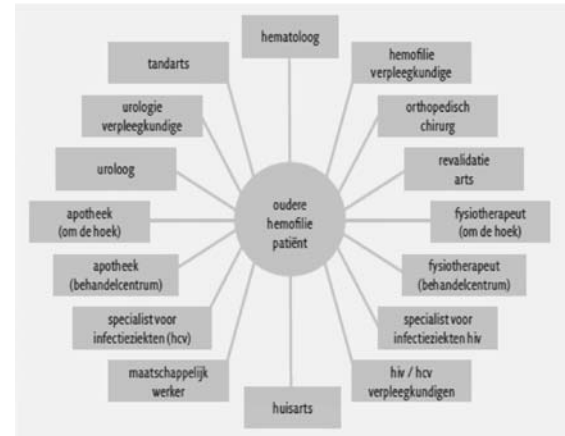 hematoloog
hemofilie
verpleegkundige
orthopedisch
chirurg
revalidatie
arts
fysiotherapeut
(om de hoek)
fysiotherapeut
(behandelcentrum)
specialist voor
infectieziekten hiv
hiv / hcv
verpleegkundigen
huisarts
maatschappelijk
werker
specialist voor
infectieziekten (hcv)
apotheek
(behandelcentrum)
apotheek
(om de hoek)
uroloog
urologie
verpleegkundige
tandarts
oudere
hemofilie
patiënt